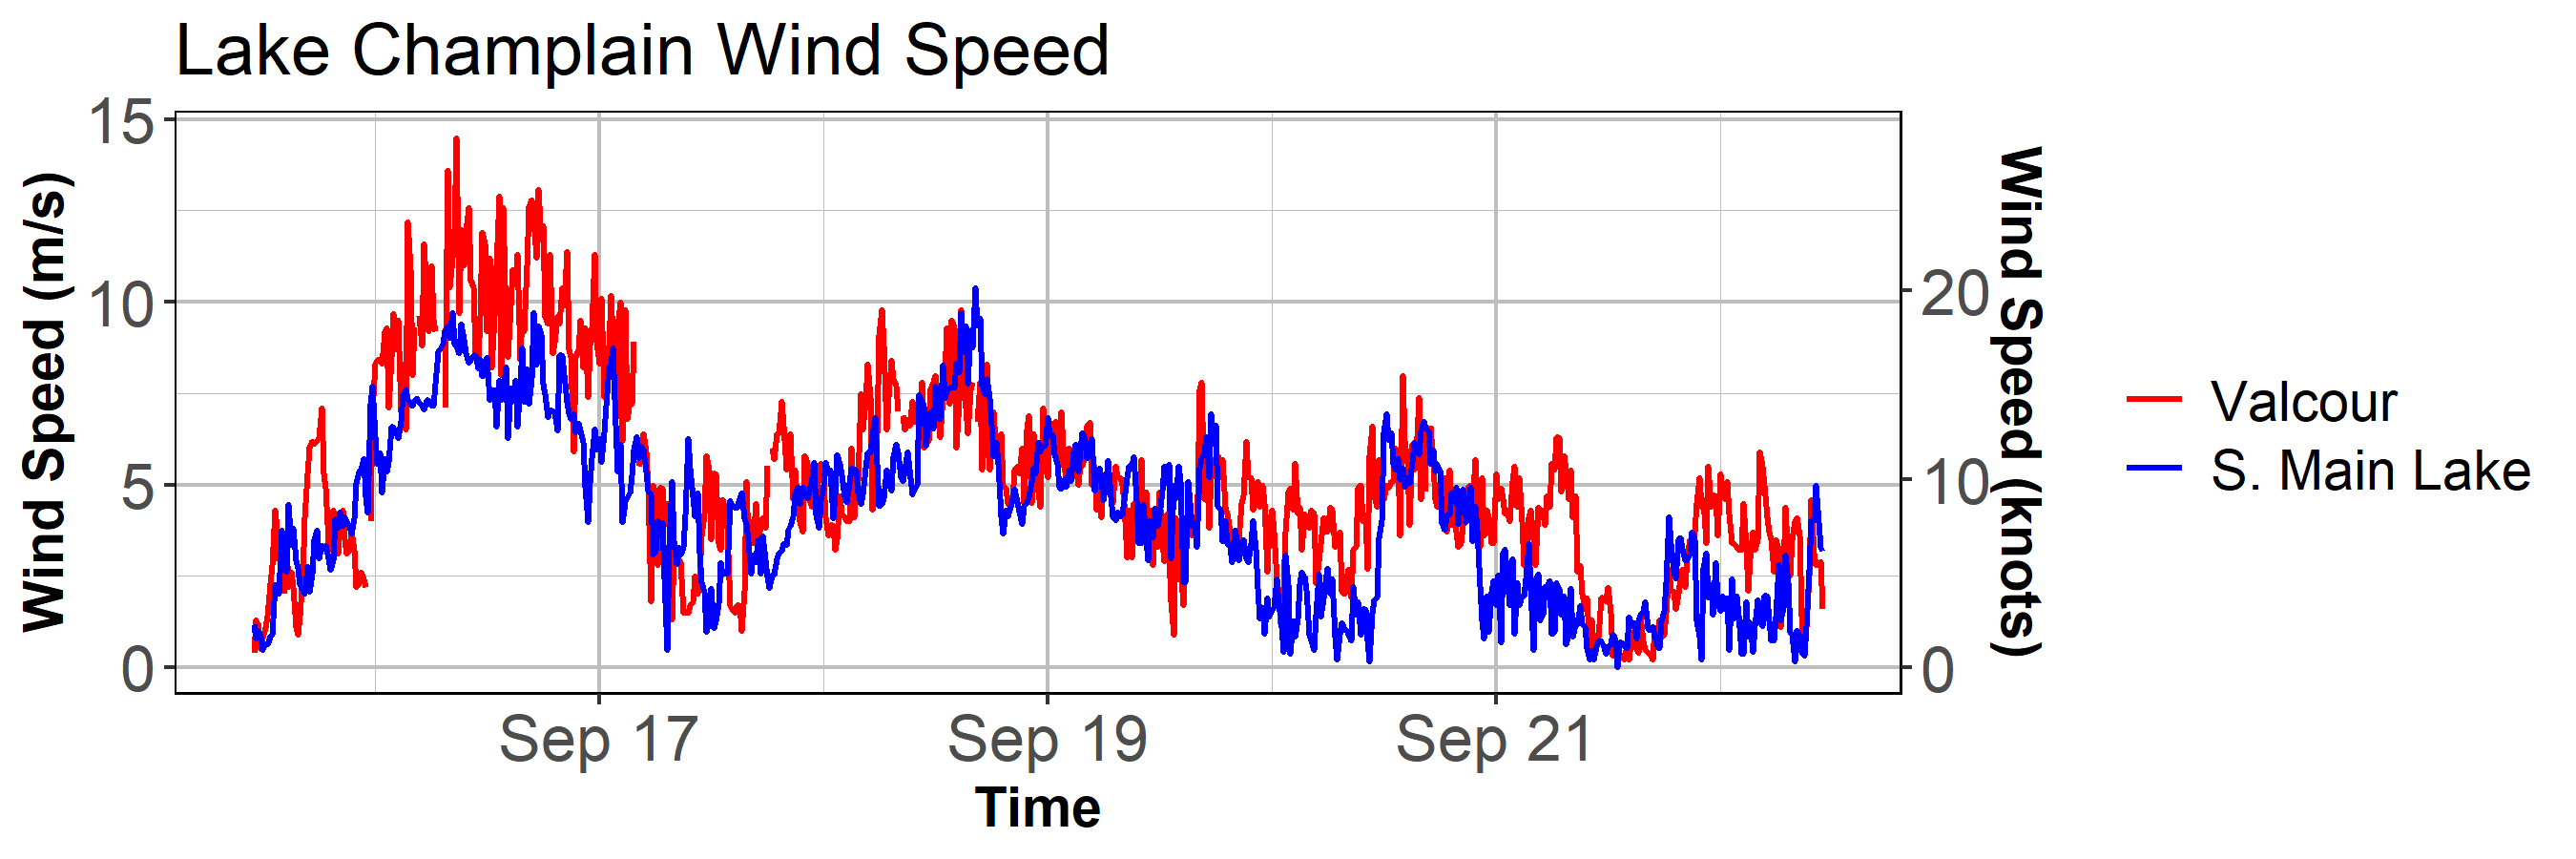 Lake Champlain Wind Speed
Wind Speed (m/s)
15
10
5
0
Sep 17
Sep 19
Sep 21
Time
20
10
0
Wind Speed (knots)
Valcour
S. Main Lake